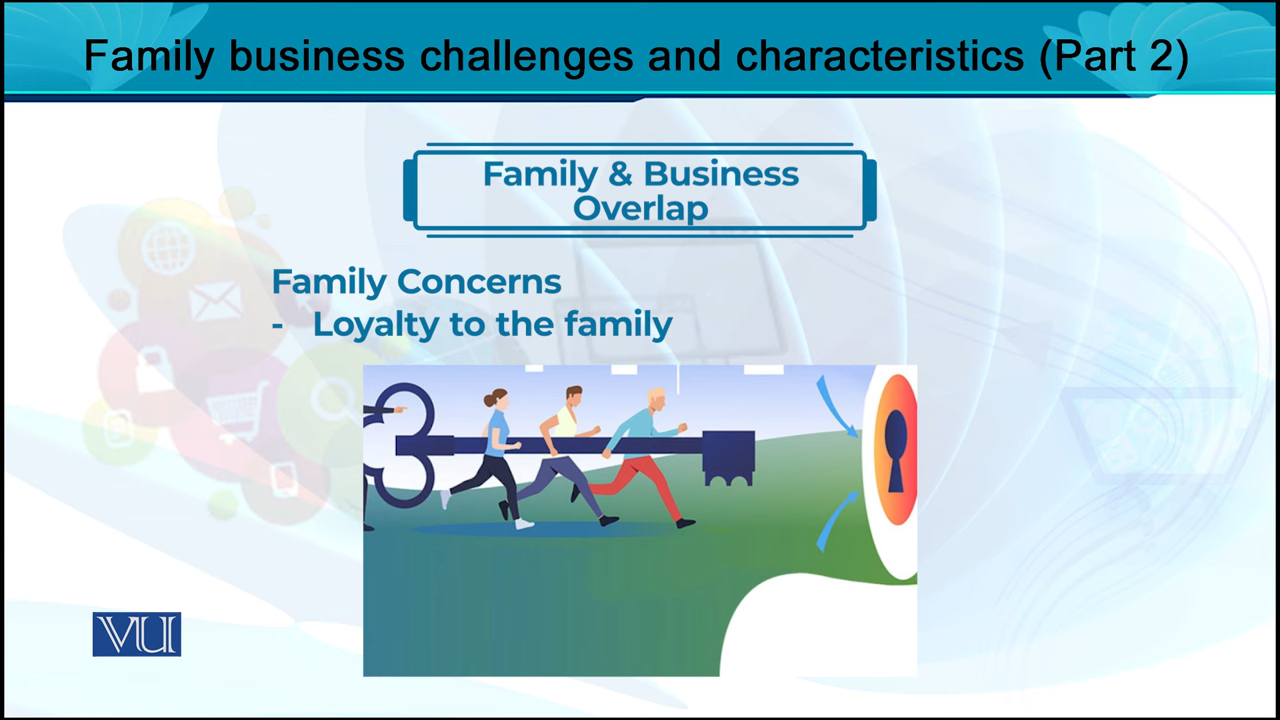 Family business challenges and characteristics (Part 2)
Family & Business
Overlap
Family Concerns
- Loyalty to the family
VU